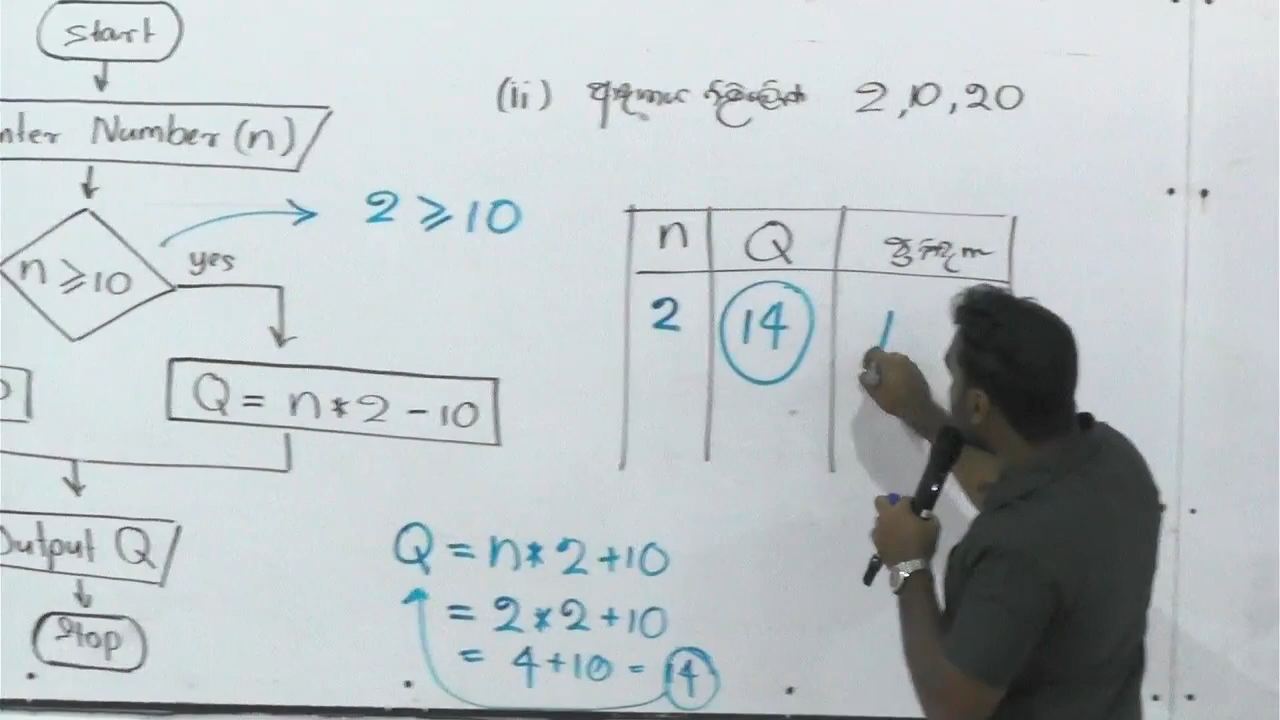 Start
nter Number (n)
n ≥ 10
yes
Q = n * 2 - 10
Output Q
Stop
2 ≥ 10
(ii) 2, 10, 20
n Q
2 14 1
Q = n * 2 + 10
= 2 * 2 + 10
= 4 + 10 = 14